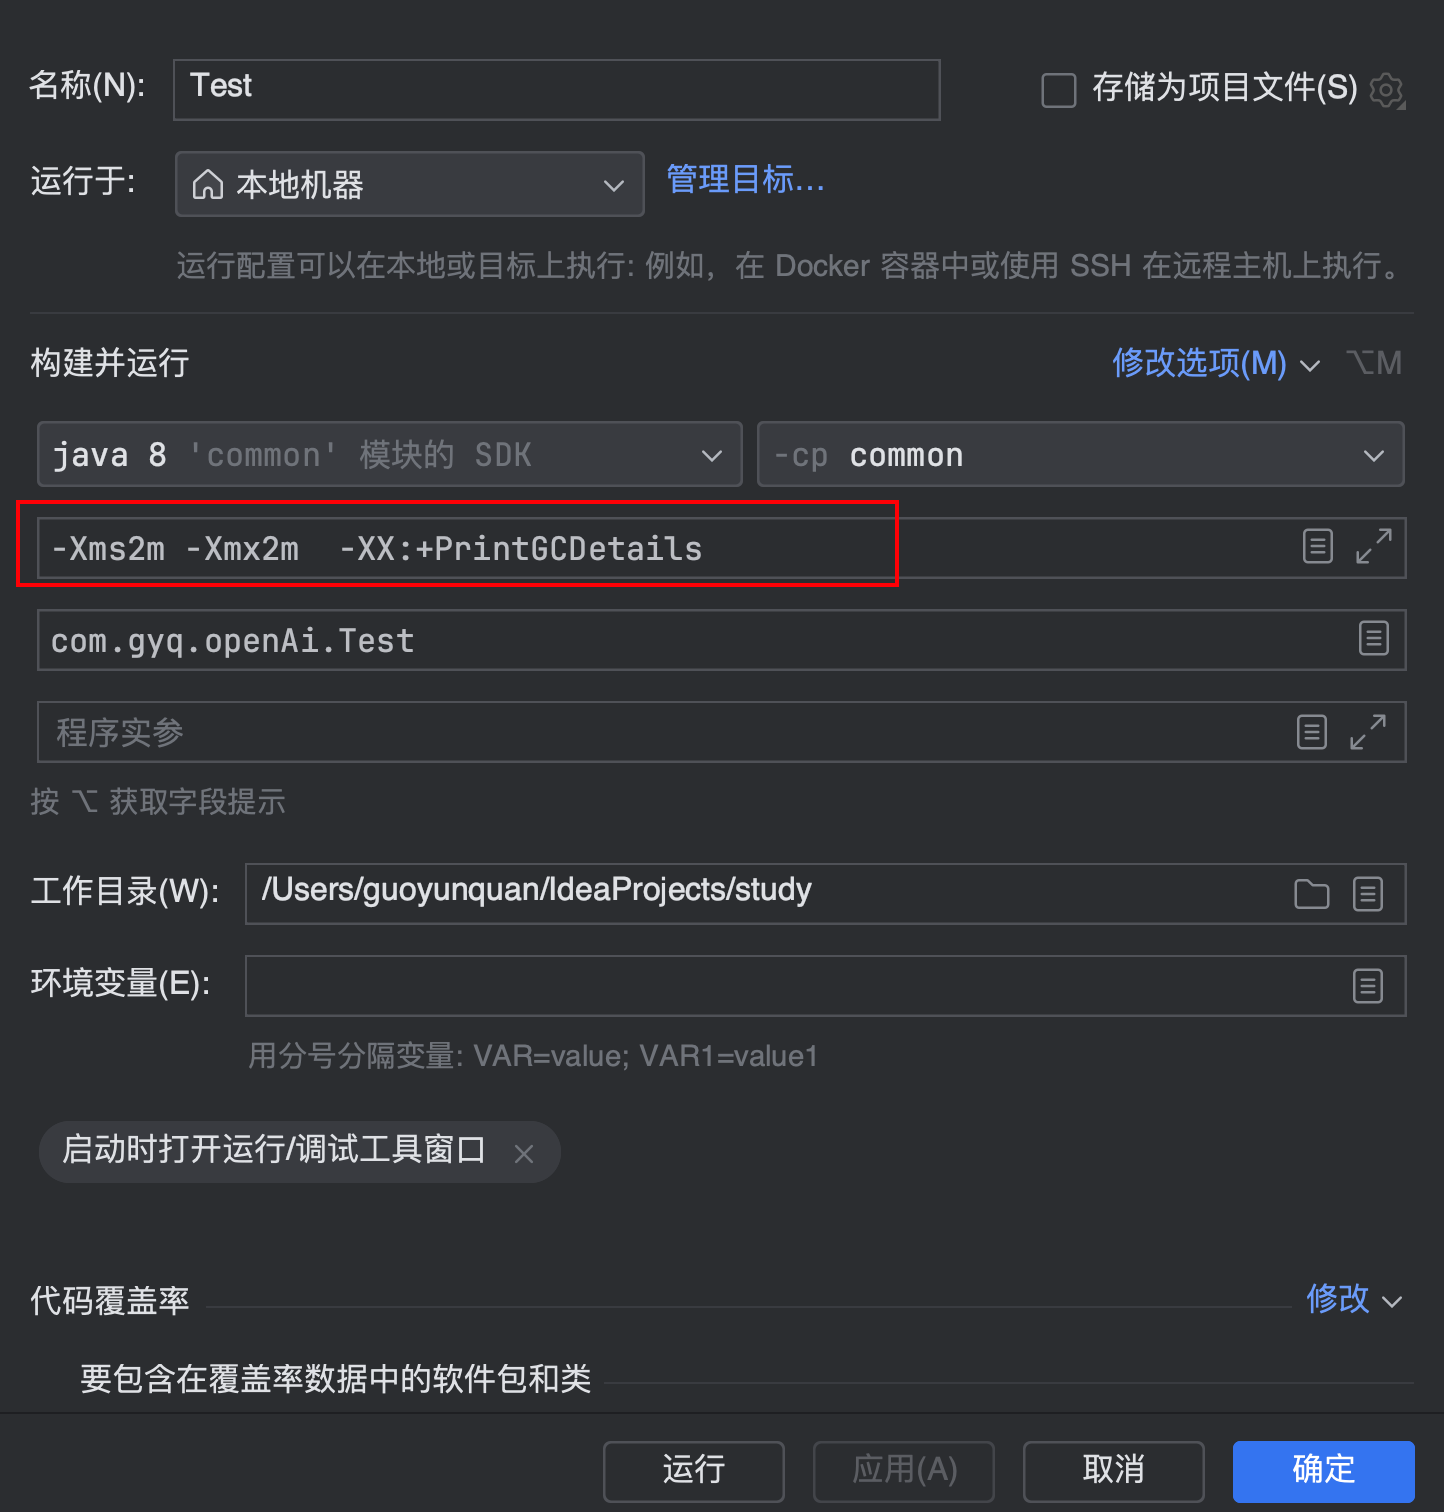 名称(N): Test 存储为项目文件(S)
运行于: 本地机器 管理目标...
运行配置可以在本地或目标上执行: 例如，在 Docker 容器中或使用 SSH 在远程主机上执行。
构建并运行 修改选项(M) ⌥M
java 8 'common' 模块的 SDK -cp common
-Xms2m -Xmx2m  -XX:+PrintGCDetails
com.gyq.openAi.Test
程序实参
按 ⌥ 获取字段提示
工作目录(W): /Users/guoyunquan/IdeaProjects/study
环境变量(E):
用分号分隔变量: VAR=value; VAR1=value1
启动时打开运行/调试工具窗口
代码覆盖率 修改
要包含在覆盖率数据中的软件包和类
运行 应用(A) 取消 确定